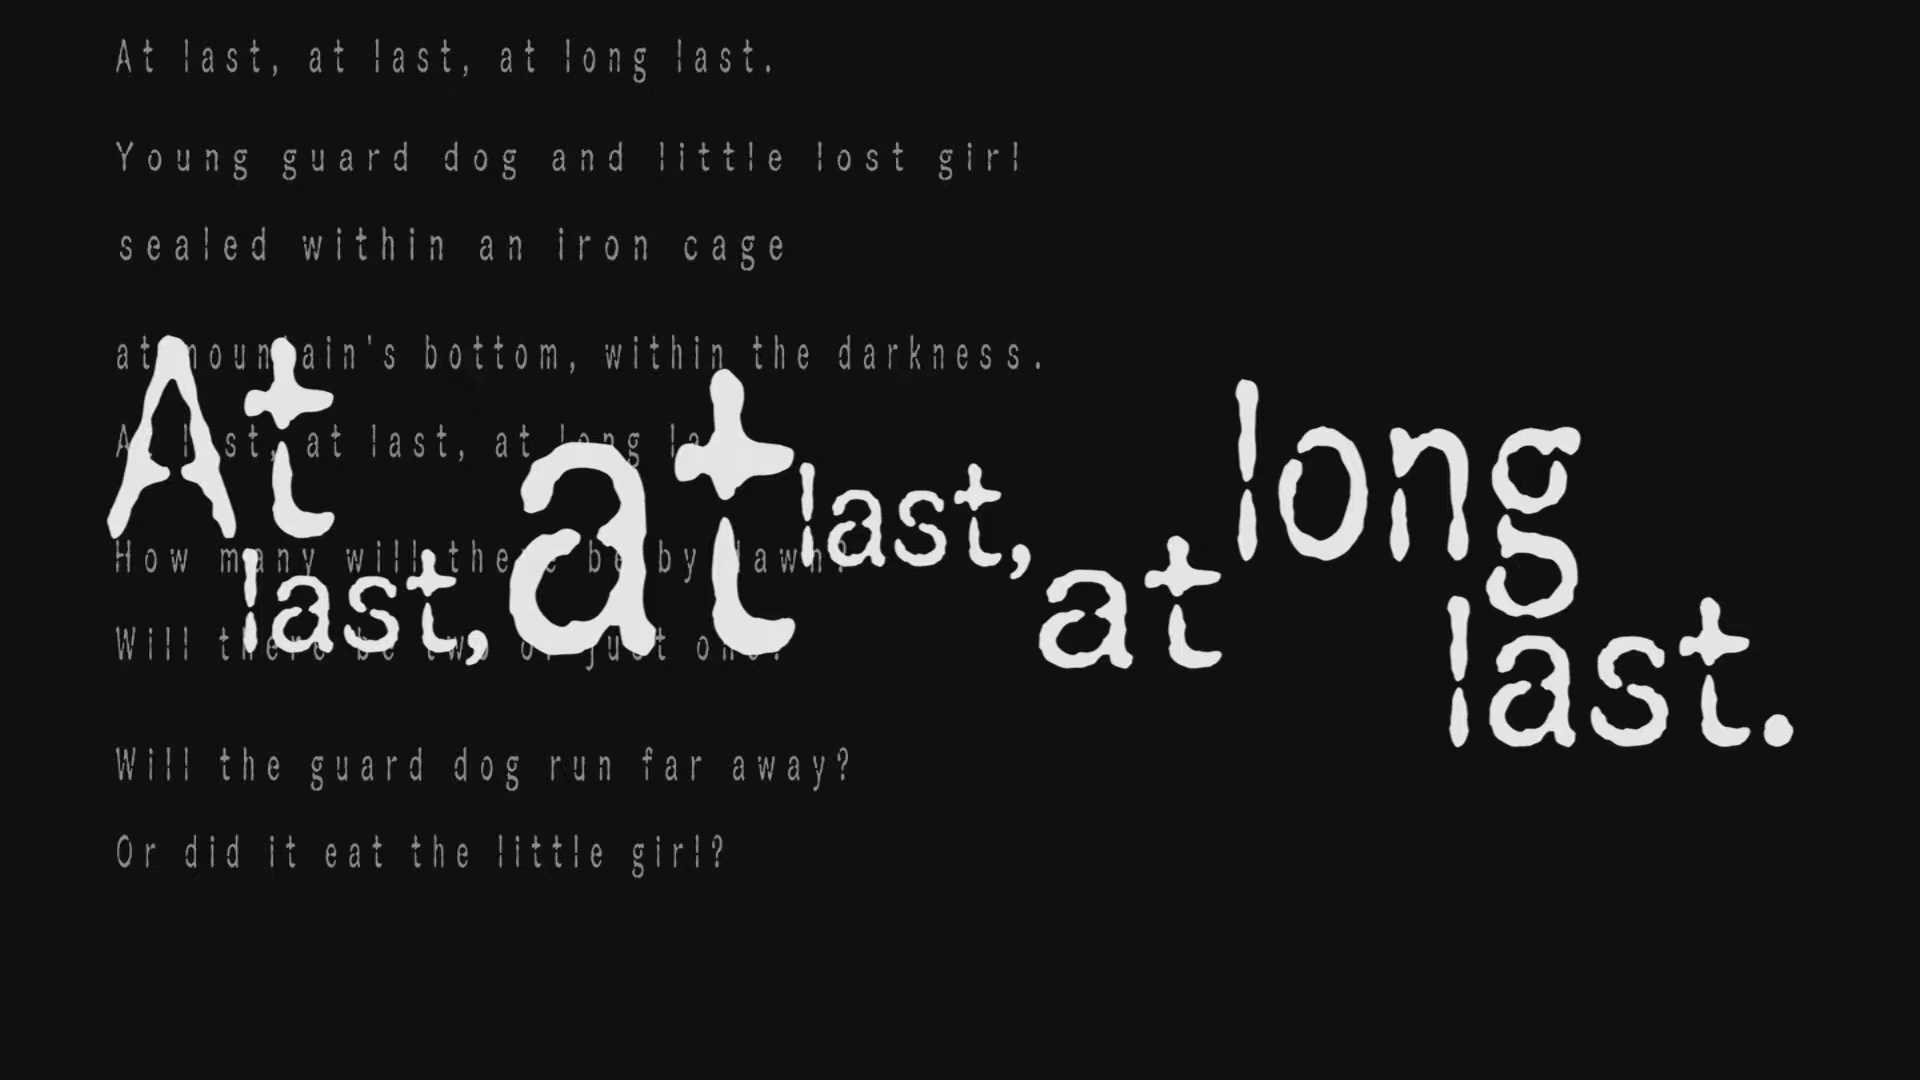 At last, at last, at long last.
Young guard dog and little lost girl
sealed within an iron cage
at mountain's bottom, within the darkness.
At last, at last, at long last.
How many will there be by dawn?
Will there be two or just one?
Will the guard dog run far away?
Or did it eat the little girl?
At last, at last, at long last.